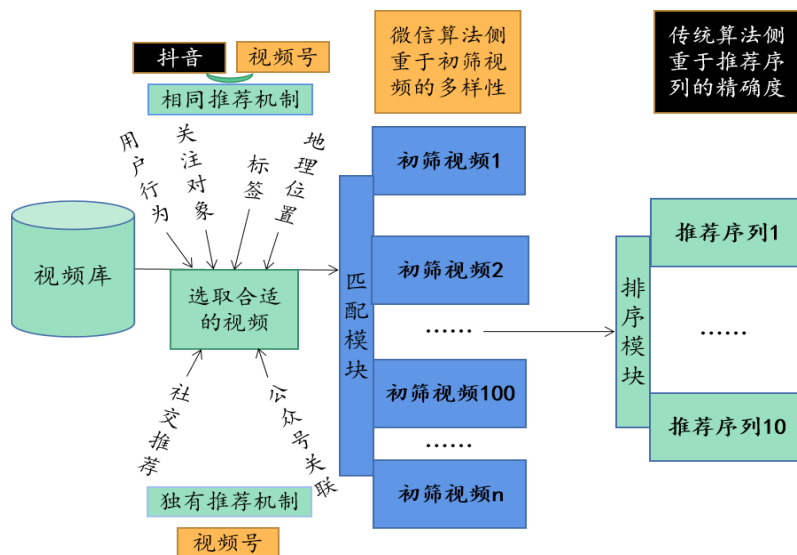 抖音
视频号
相同推荐机制
用户行为
关注对象
标签
地理位置
视频库
选取合适
的视频
社交推荐
公众号关联
独有推荐机制
视频号
微信算法侧
重于初筛视
频的多样性
匹配模块
初筛视频1
初筛视频2
……
初筛视频100
……
初筛视频n
传统算法侧
重于推荐序
列的精确度
排序模块
推荐序列1
……
推荐序列10